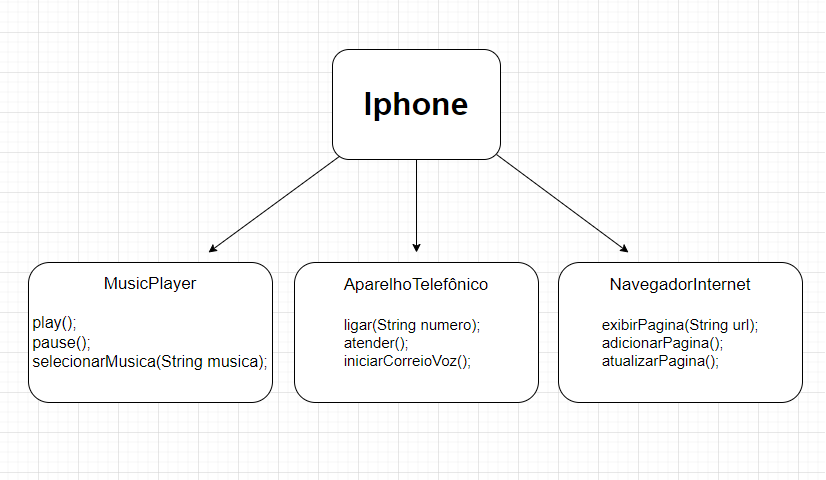 Iphone
MusicPlayer
play();
pause();
selecionarMusica(String musica);
AparelhoTelefônico
ligar(String numero);
atender();
iniciarCorreioVoz();
NavegadorInternet
exibirPagina(String url);
adicionarPagina();
atualizarPagina();